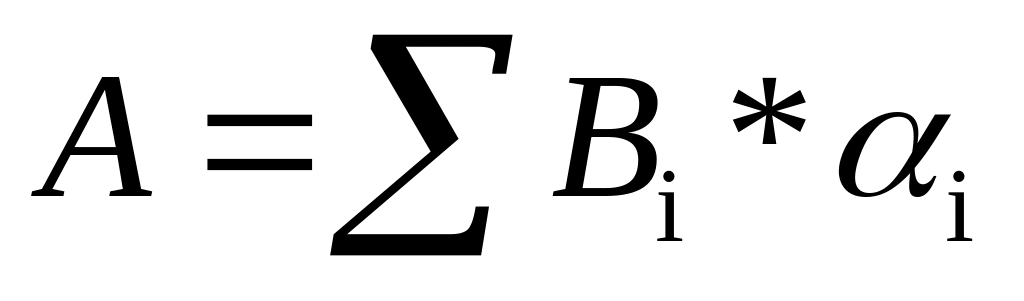 A = ∑ Bᵢ * αᵢ